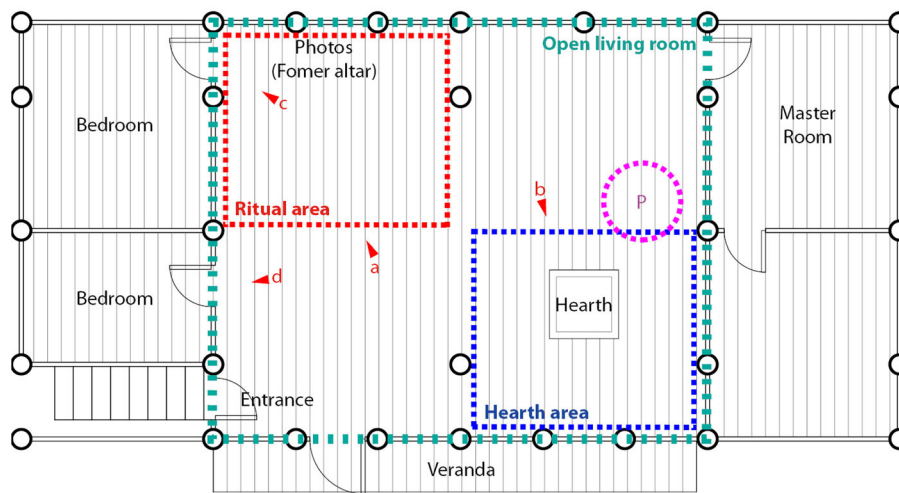 Photos
(Fomer altar)
Open living room
c
Bedroom
Master
Room
b
P
Ritual area
a
d
Bedroom
Hearth
Entrance
Hearth area
Veranda